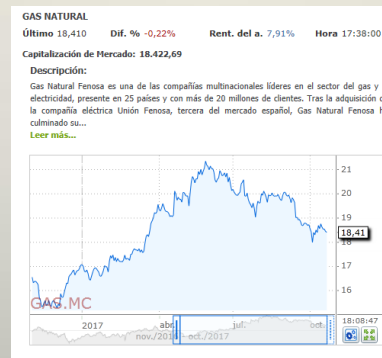 GAS NATURAL
Último 18,410 Dif. % -0,22% Rent. del a. 7,91% Hora 17:38:00
Capitalización de Mercado: 18.422,69
Descripción:
Gas Natural Fenosa es una de las compañías multinacionales líderes en el sector del gas y
electricidad, presente en 25 países y con más de 20 millones de clientes. Tras la adquisición d
la compañía eléctrica Unión Fenosa, tercera del mercado español, Gas Natural Fenosa h
culminado su...
Leer más...
21
20
19
18,41
17
16
GAS.MC
2017 abr. jul. oct.
nov./2016 - oct./2017
18:08:47